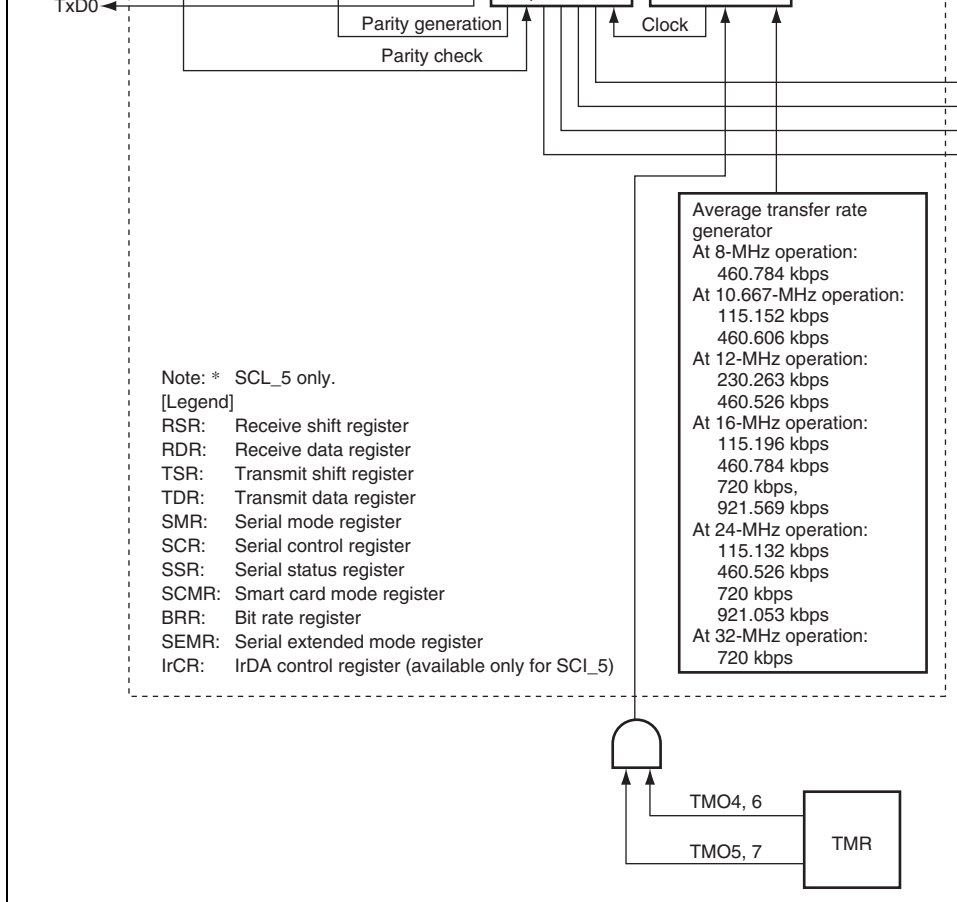 TxD0
Parity generation
Clock
Parity check
Average transfer rate
generator
At 8-MHz operation:
460.784 kbps
At 10.667-MHz operation:
115.152 kbps
460.606 kbps
At 12-MHz operation:
230.263 kbps
460.526 kbps
At 16-MHz operation:
115.196 kbps
460.784 kbps
720 kbps,
921.569 kbps
At 24-MHz operation:
115.132 kbps
460.526 kbps
720 kbps
921.053 kbps
At 32-MHz operation:
720 kbps
Note: * SCL_5 only.
[Legend]
RSR: Receive shift register
RDR: Receive data register
TSR: Transmit shift register
TDR: Transmit data register
SMR: Serial mode register
SCR: Serial control register
SSR: Serial status register
SCMR: Smart card mode register
BRR: Bit rate register
SEMR: Serial extended mode register
IrCR: IrDA control register (available only for SCI_5)
TMO4, 6
TMO5, 7
TMR